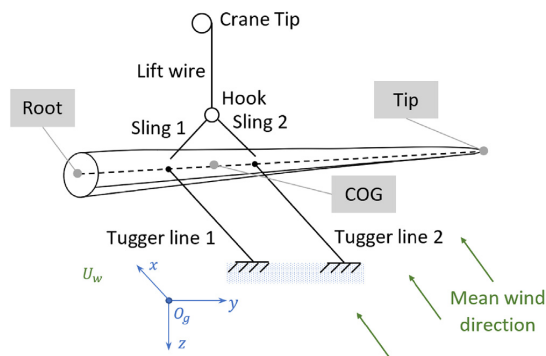 Crane Tip
Lift wire
Hook
Root
Tip
Sling 1
Sling 2
COG
Tugger line 1
Tugger line 2
U_w
x
y
O_g
z
Mean wind
direction